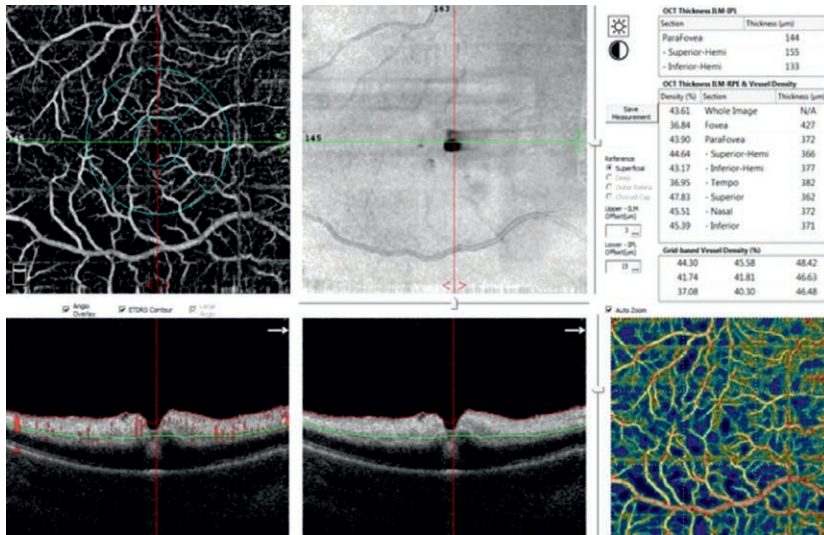 163
145
163
145
Angio Overlay
ETDRS Contour
Large Angio
Save Measurement
Reference
Superficial
Deep
Outer Retina
Choroid Cap
Upper - ILM
Offset(um)
3
Lower - IPL
Offset(um)
15
Auto Zoom
OCT Thickness ILM-IPL
Section Thickness (µm)
ParaFovea 144
- Superior-Hemi 155
- Inferior-Hemi 133
OCT Thickness ILM-RPE & Vessel Density
Density (%) Section Thickness (µm)
43.61 Whole Image N/A
36.84 Fovea 427
43.90 ParaFovea 372
44.64 - Superior-Hemi 366
43.17 - Inferior-Hemi 377
36.95 - Tempo 382
47.83 - Superior 362
45.51 - Nasal 372
45.39 - Inferior 371
Grid-based Vessel Density (%)
44.30 45.58 48.42
41.74 41.81 46.63
37.08 40.30 46.48